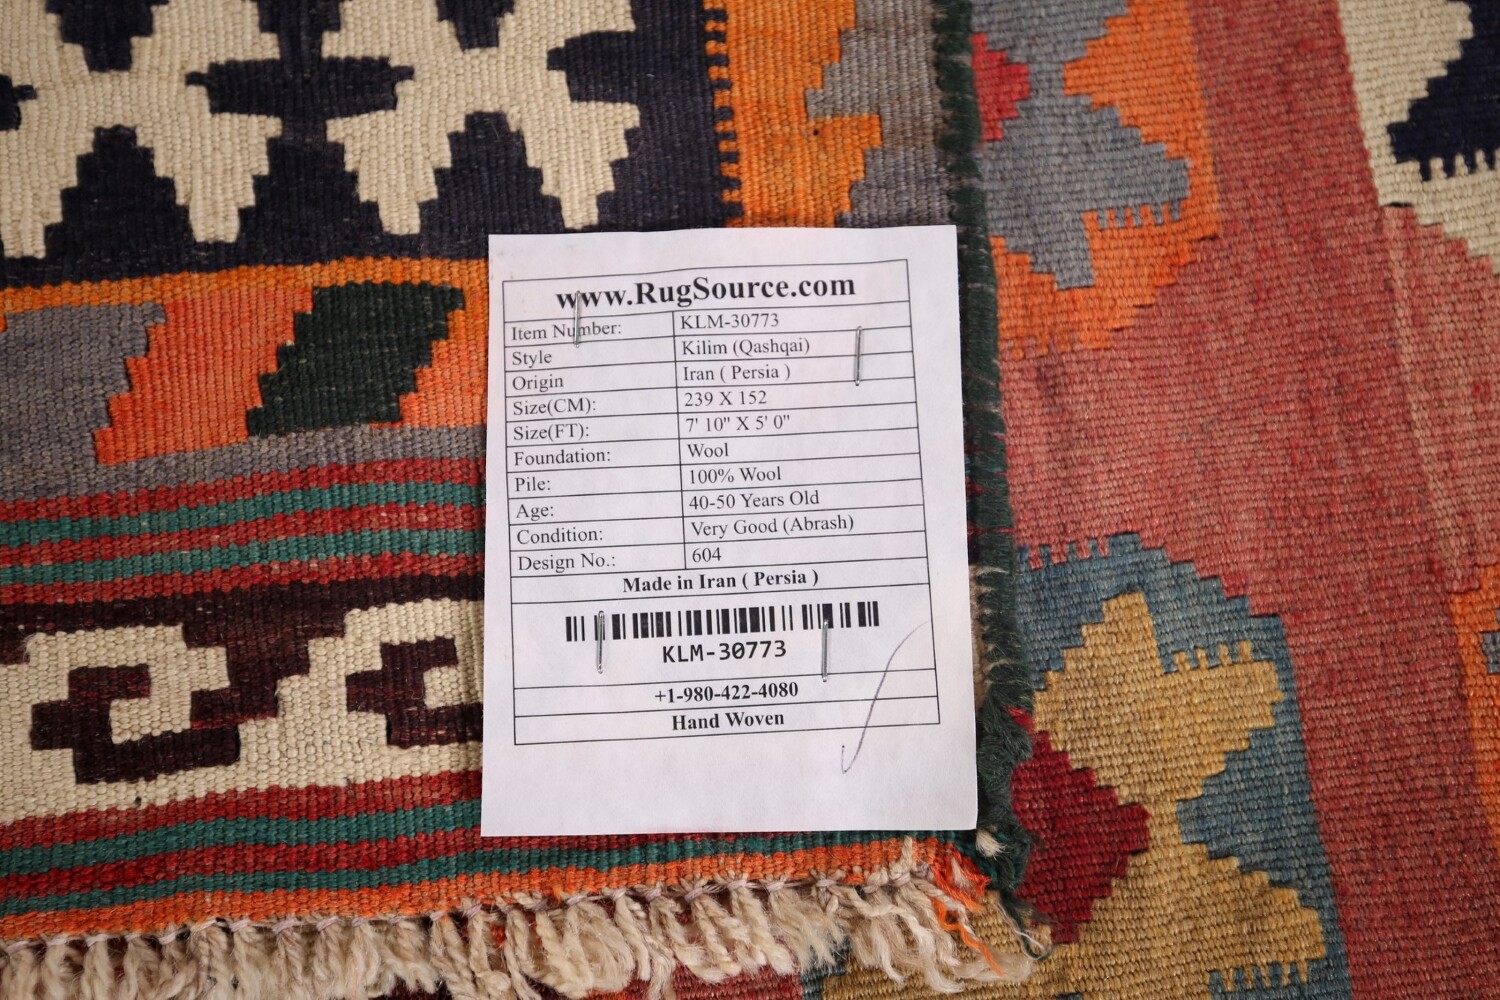 www.RugSource.com
Item Number: KLM-30773
Style Kilim (Qashqai)
Origin Iran ( Persia )
Size(CM): 239 X 152
Size(FT): 7' 10" X 5' 0"
Foundation: Wool
Pile: 100% Wool
Age: 40-50 Years Old
Condition: Very Good (Abrash)
Design No.: 604
Made in Iran ( Persia )
KLM-30773
+1-980-422-4080
Hand Woven